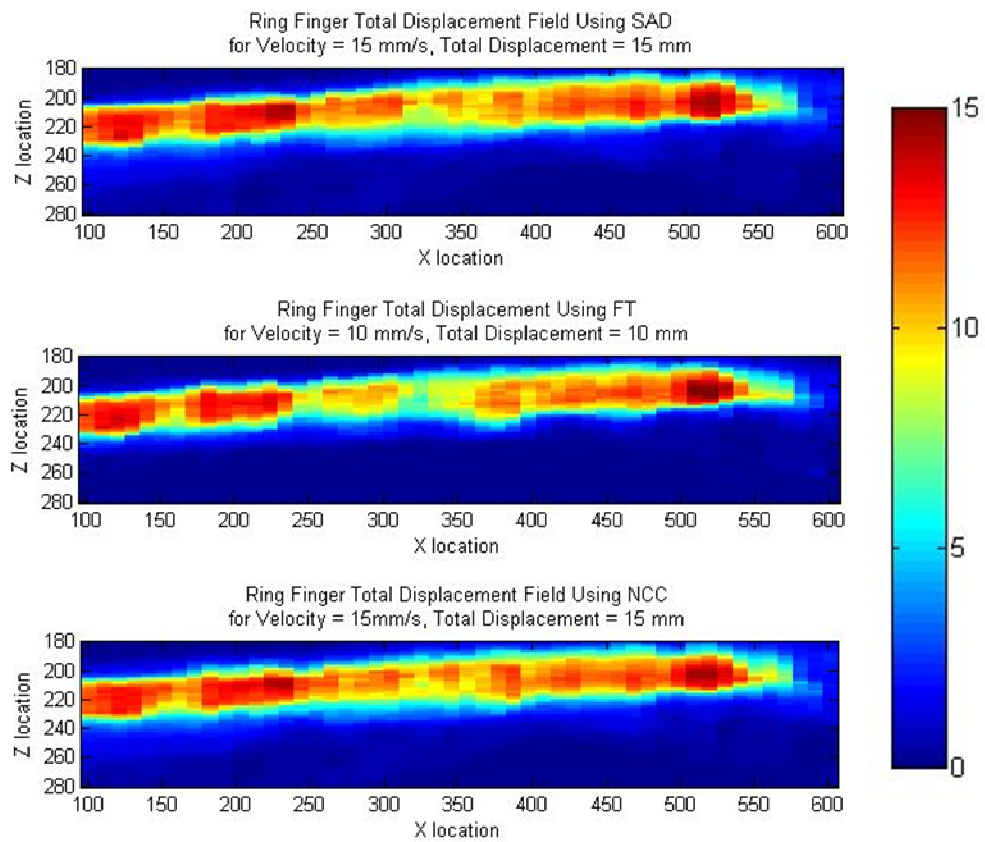 Ring Finger Total Displacement Field Using SAD
for Velocity = 15 mm/s, Total Displacement = 15 mm
180
200
220
240
260
280
Z location
100 150 200 250 300 350 400 450 500 550 600
X location
Ring Finger Total Displacement Using FT
for Velocity = 10 mm/s, Total Displacement = 10 mm
180
200
220
240
260
280
Z location
100 150 200 250 300 350 400 450 500 550 600
X location
Ring Finger Total Displacement Field Using NCC
for Velocity = 15mm/s, Total Displacement = 15 mm
180
200
220
240
260
280
Z location
100 150 200 250 300 350 400 450 500 550 600
X location
15
10
5
0